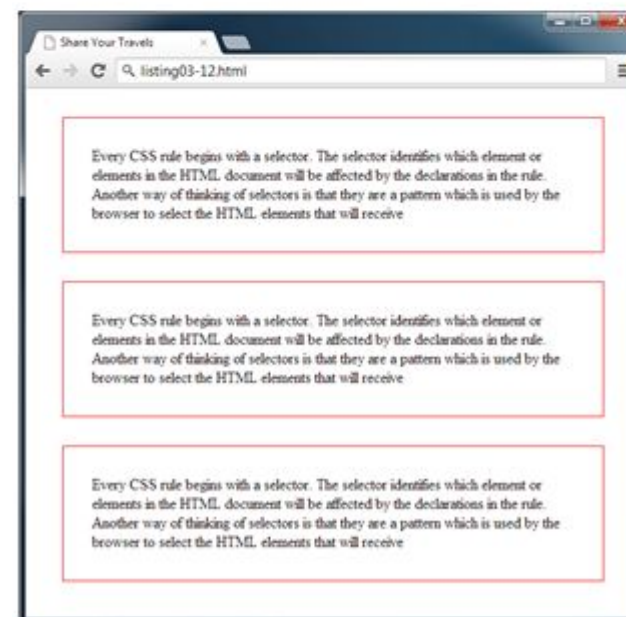 Share Your Travels
listing03-12.html
Every CSS rule begins with a selector. The selector identifies which element or
elements in the HTML document will be affected by the declarations in the rule.
Another way of thinking of selectors is that they are a pattern which is used by the
browser to select the HTML elements that will receive
Every CSS rule begins with a selector. The selector identifies which element or
elements in the HTML document will be affected by the declarations in the rule.
Another way of thinking of selectors is that they are a pattern which is used by the
browser to select the HTML elements that will receive
Every CSS rule begins with a selector. The selector identifies which element or
elements in the HTML document will be affected by the declarations in the rule.
Another way of thinking of selectors is that they are a pattern which is used by the
browser to select the HTML elements that will receive